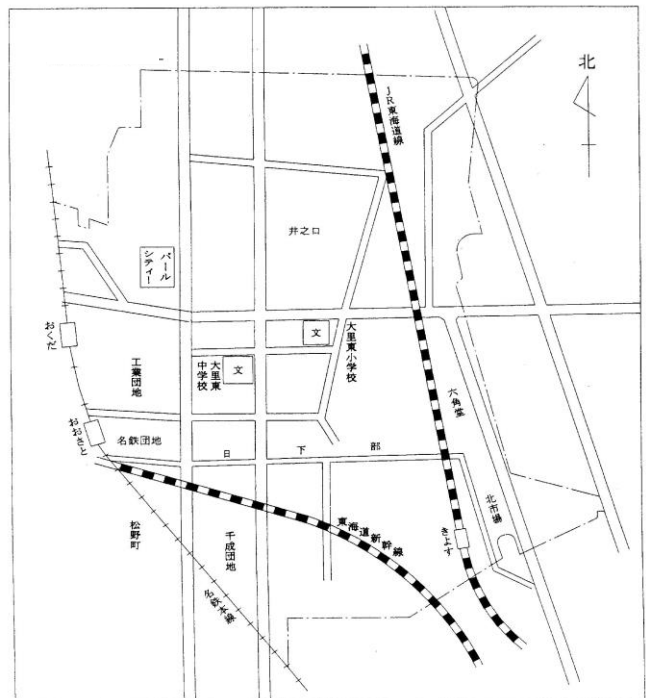 北
JR東海道線
井之口
パール
シティー
おくだ
文
大里東小学校
工業団地
大里東
中学校
文
六角堂
おおさと
名鉄団地
日下部
北市場
きよす
東海道新幹線
松野町
千成団地
名鉄本線